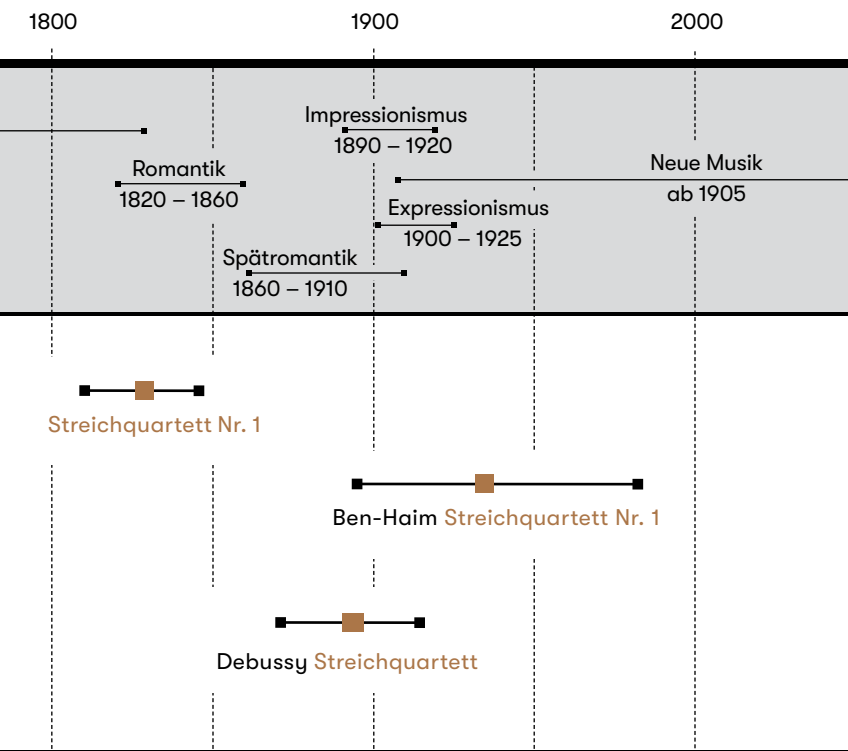 1800 1900 2000
Impressionismus
1890 – 1920
Romantik
1820 – 1860
Neue Musik
ab 1905
Expressionismus
1900 – 1925
Spätromantik
1860 – 1910
Streichquartett Nr. 1
Ben-Haim Streichquartett Nr. 1
Debussy Streichquartett